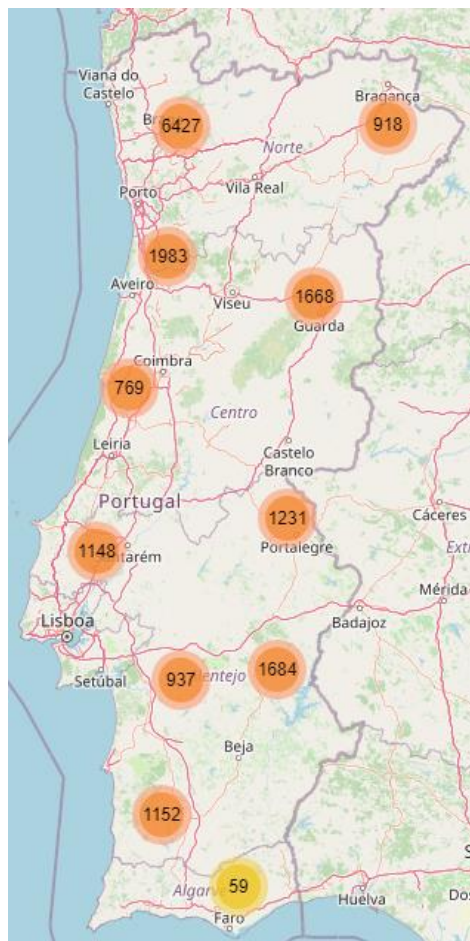 Viana do
Castelo
Bragança
6427
918
Norte
Vila Real
Porto
1983
Aveiro
Viseu
1668
Guarda
Coimbra
769
Centro
Leiria
Castelo
Branco
Portugal
Cáceres
1231
Portalegre
1148
Mérida
Badajoz
Lisboa
Setúbal
937
1684
Beja
1152
59
Huelva
Faro